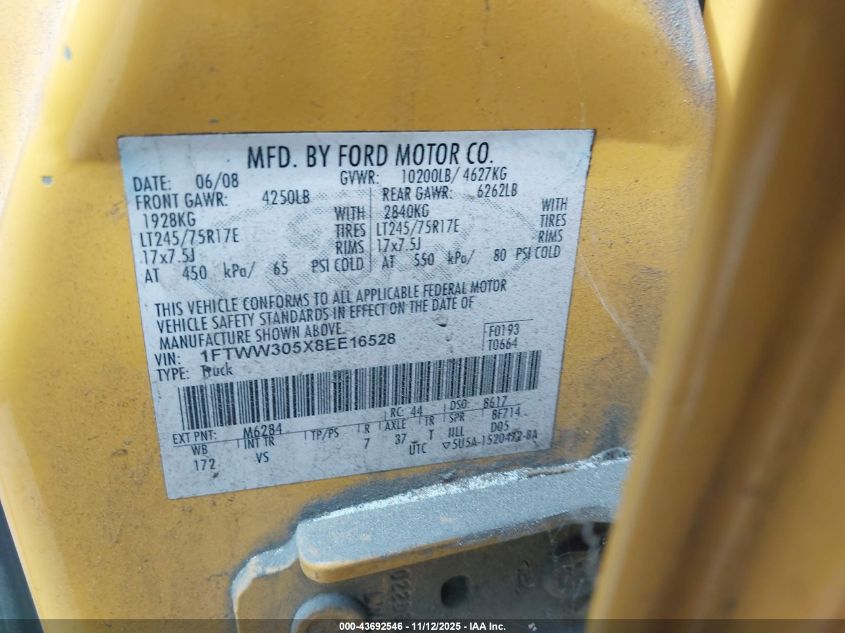 MFD. BY FORD MOTOR CO.
DATE: 06/08 GVWR: 10200LB/ 4627KG
FRONT GAWR: 4250LB REAR GAWR: 6262LB
1928KG WITH 2840KG WITH
LT245/75R17E TIRES LT245/75R17E TIRES
17x7.5J RIMS 17x7.5J RIMS
AT 450 kPa/ 65 PSI COLD AT 550 kPa/ 80 PSI COLD
THIS VEHICLE CONFORMS TO ALL APPLICABLE FEDERAL MOTOR
VEHICLE SAFETY STANDARDS IN EFFECT ON THE DATE OF
MANUFACTURE SHOWN ABOVE.
VIN: 1FTWW305X8EE16528 F0193
TYPE: Truck T0664
EXT PNT: M6284 RC: 44 DSO: B617
WB INT TR TP/PS R AXLE TR SPR BF714
172 VS 7 37 T D05
UTC ▽5U5A-1520472-BA
000-43692546 - 11/12/2025 - IAA Inc.